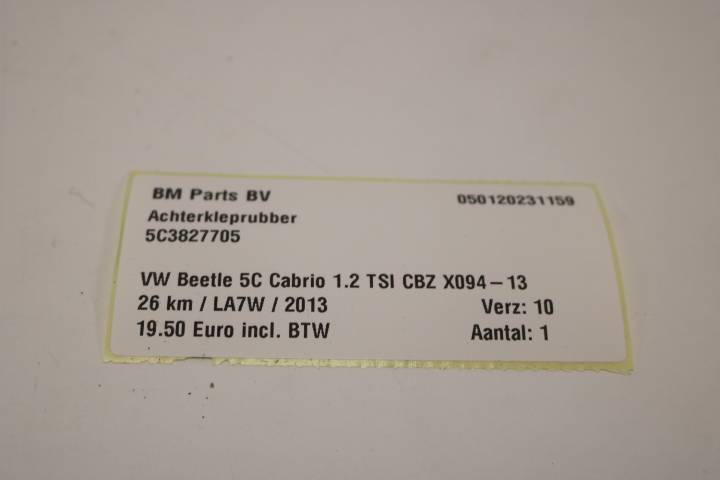 BM Parts BV 050120231159
Achterkleprubber
5C3827705
VW Beetle 5C Cabrio 1.2 TSI CBZ X094-13
26 km / LA7W / 2013 Verz: 10
19.50 Euro incl. BTW Aantal: 1